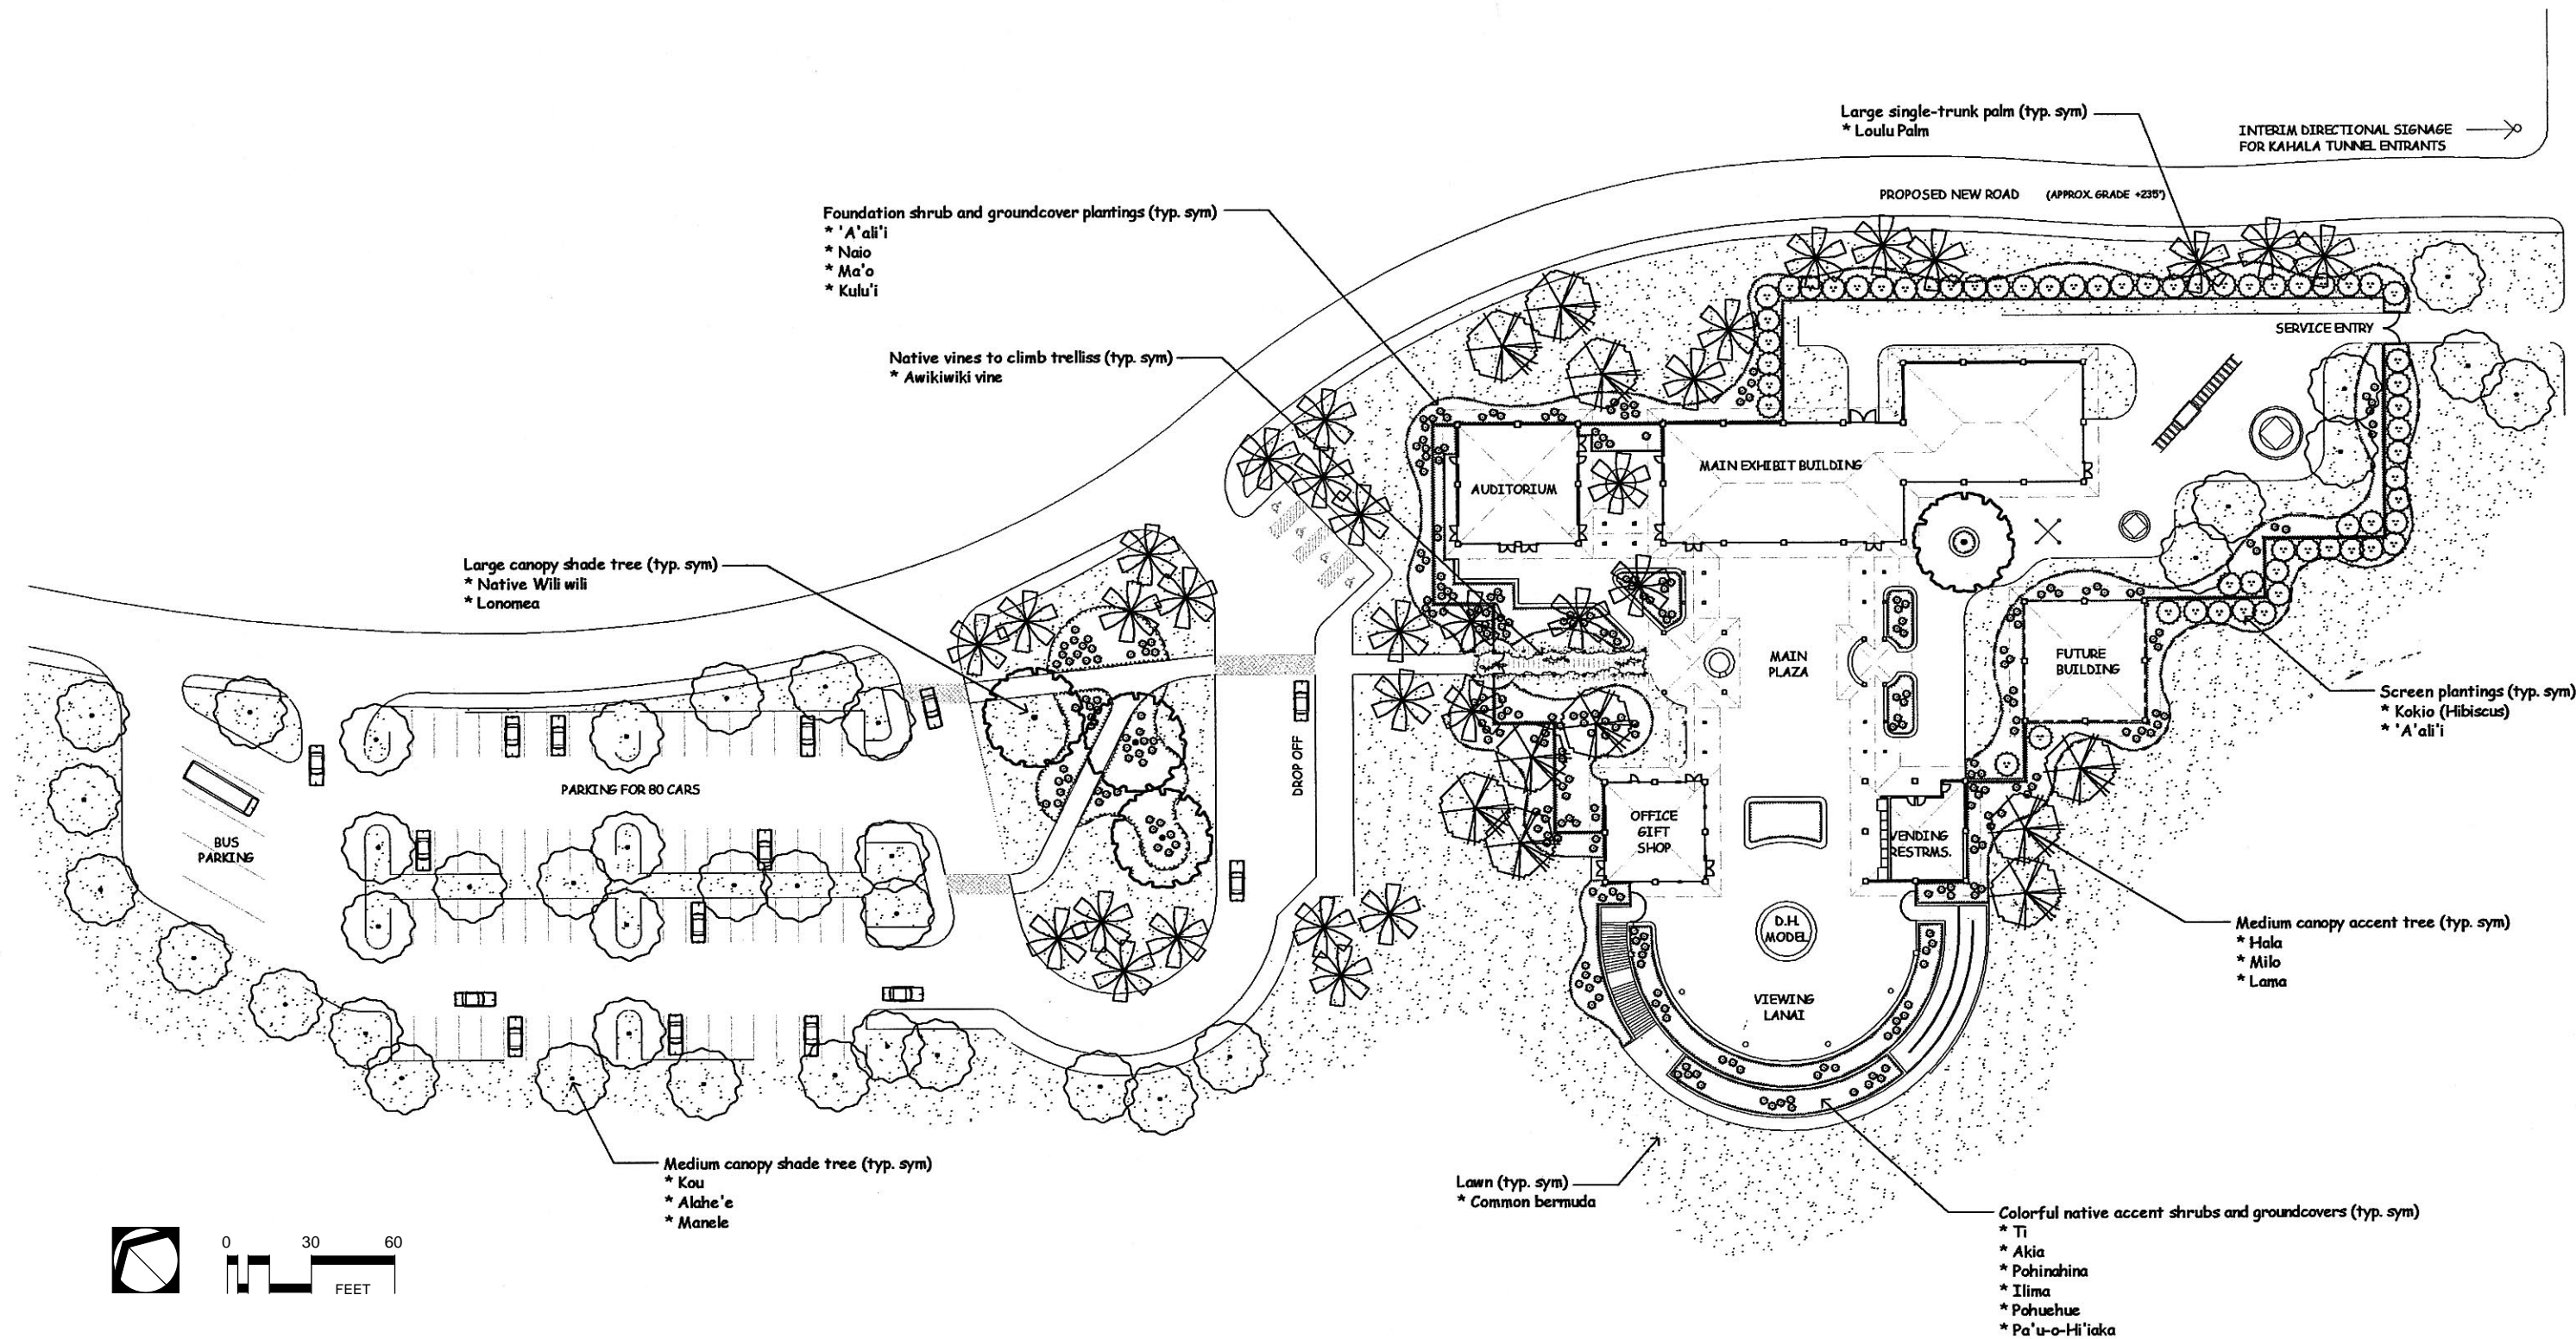 Large single-trunk palm (typ. sym)
* Loulu Palm
INTERIM DIRECTIONAL SIGNAGE
FOR KAHALA TUNNEL ENTRANTS
PROPOSED NEW ROAD (APPROX. GRADE +235')
Foundation shrub and groundcover plantings (typ. sym)
* 'A'ali'i
* Naio
* Ma'o
* Kulu'i
SERVICE ENTRY
Native vines to climb trelliss (typ. sym)
* Awikiwiki vine
MAIN EXHIBIT BUILDING
AUDITORIUM
Large canopy shade tree (typ. sym)
* Native Wili wili
* Lonomea
MAIN
PLAZA
FUTURE
BUILDING
Screen plantings (typ. sym)
* Kokio (Hibiscus)
* 'A'ali'i
DROP OFF
PARKING FOR 80 CARS
BUS
PARKING
OFFICE
GIFT
SHOP
VENDING
RESTRMS.
D.H.
MODEL
Medium canopy accent tree (typ. sym)
* Hala
* Milo
* Lama
VIEWING
LANAI
Medium canopy shade tree (typ. sym)
* Kou
* Alahe'e
* Manele
Lawn (typ. sym)
* Common bermuda
Colorful native accent shrubs and groundcovers (typ. sym)
* Ti
* Akia
* Pohinahina
* Ilima
* Pohuehue
* Pa'u-o-Hi'iaka
0 30 60
FEET